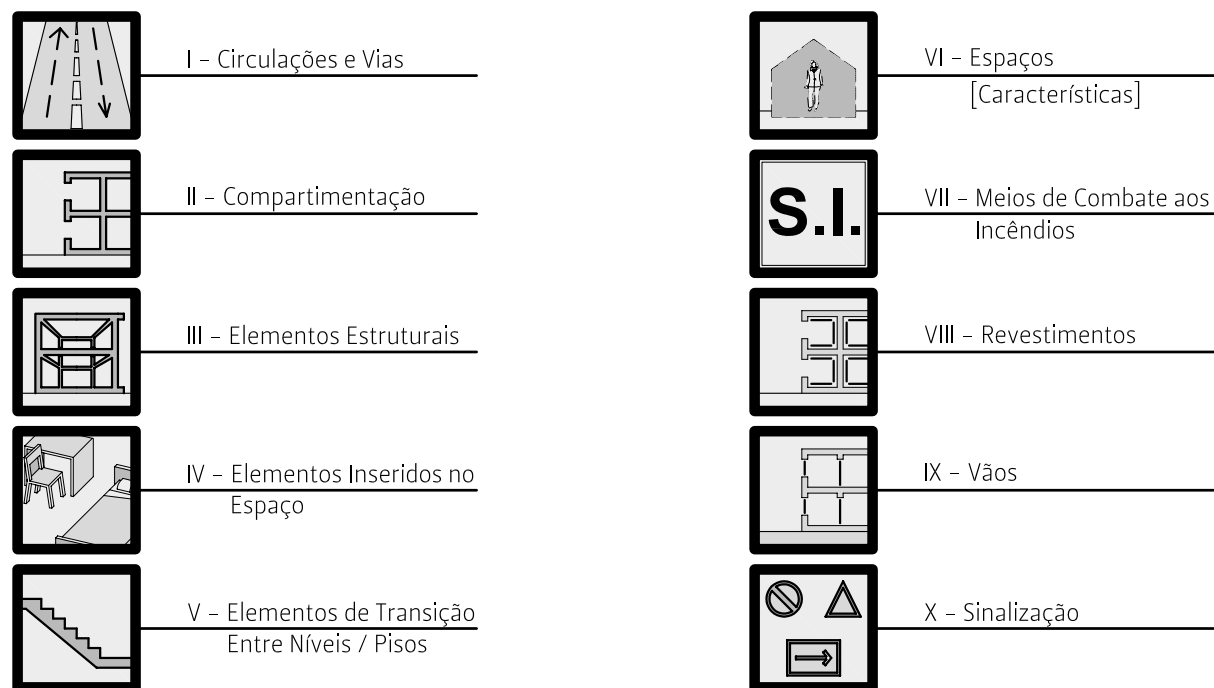 I – Circulações e Vias
II – Compartimentação
III – Elementos Estruturais
IV – Elementos Inseridos no
Espaço
V – Elementos de Transição
Entre Níveis / Pisos
VI – Espaços
[Características]
S.I.
VII – Meios de Combate aos
Incêndios
VIII – Revestimentos
IX – Vãos
X – Sinalização